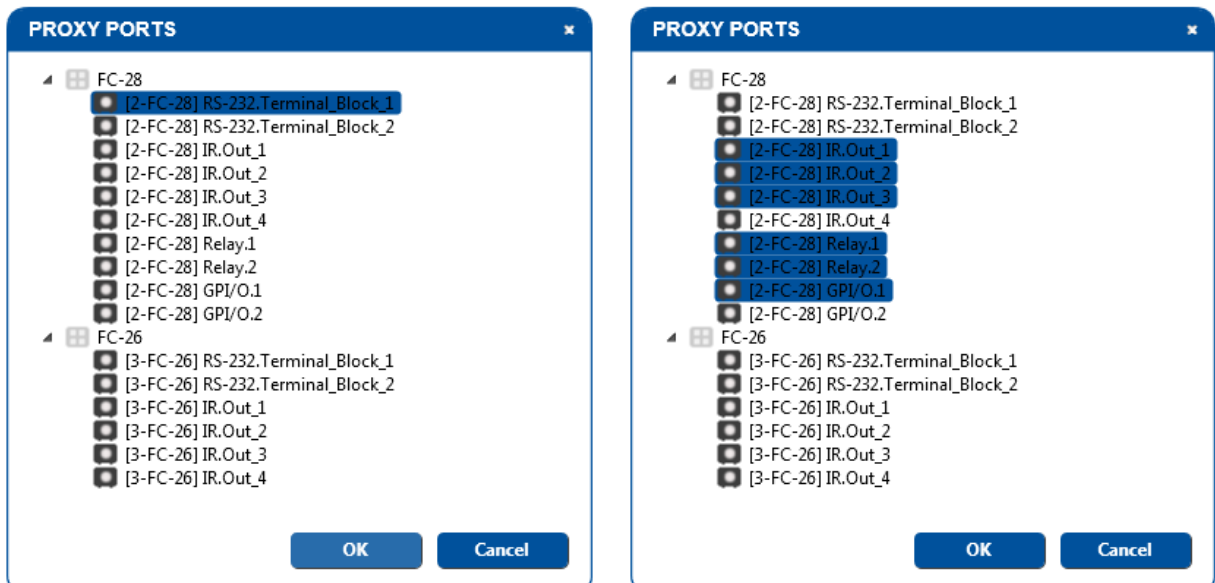 PROXY PORTS
FC-28
[2-FC-28] RS-232.Terminal_Block_1
[2-FC-28] RS-232.Terminal_Block_2
[2-FC-28] IR.Out_1
[2-FC-28] IR.Out_2
[2-FC-28] IR.Out_3
[2-FC-28] IR.Out_4
[2-FC-28] Relay.1
[2-FC-28] Relay.2
[2-FC-28] GPI/O.1
[2-FC-28] GPI/O.2
FC-26
[3-FC-26] RS-232.Terminal_Block_1
[3-FC-26] RS-232.Terminal_Block_2
[3-FC-26] IR.Out_1
[3-FC-26] IR.Out_2
[3-FC-26] IR.Out_3
[3-FC-26] IR.Out_4
OK Cancel
PROXY PORTS
FC-28
[2-FC-28] RS-232.Terminal_Block_1
[2-FC-28] RS-232.Terminal_Block_2
[2-FC-28] IR.Out_1
[2-FC-28] IR.Out_2
[2-FC-28] IR.Out_3
[2-FC-28] IR.Out_4
[2-FC-28] Relay.1
[2-FC-28] Relay.2
[2-FC-28] GPI/O.1
[2-FC-28] GPI/O.2
FC-26
[3-FC-26] RS-232.Terminal_Block_1
[3-FC-26] RS-232.Terminal_Block_2
[3-FC-26] IR.Out_1
[3-FC-26] IR.Out_2
[3-FC-26] IR.Out_3
[3-FC-26] IR.Out_4
OK Cancel